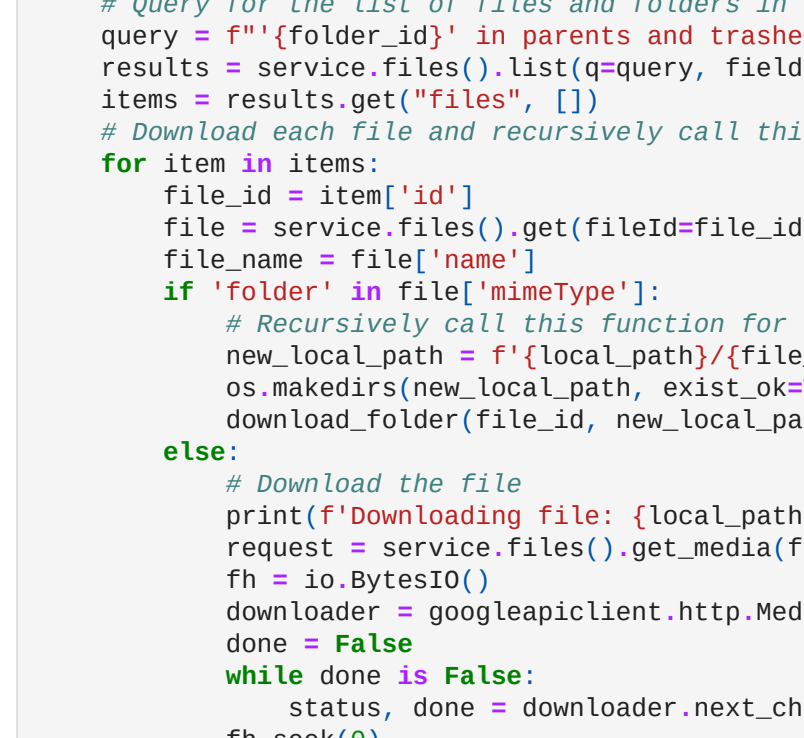 # Query for the list of files and folders in
query = f"'{folder_id}' in parents and trashe
results = service.files().list(q=query, field
items = results.get("files", [])
# Download each file and recursively call thi
for item in items:
file_id = item['id']
file = service.files().get(fileId=file_id
file_name = file['name']
if 'folder' in file['mimeType']:
# Recursively call this function for
new_local_path = f'{local_path}/{file_
os.makedirs(new_local_path, exist_ok=
download_folder(file_id, new_local_pa
else:
# Download the file
print(f'Downloading file: {local_path
request = service.files().get_media(f
fh = io.BytesIO()
downloader = googleapiclient.http.Med
done = False
while done is False:
status, done = downloader.next_ch
fh.seek(0)